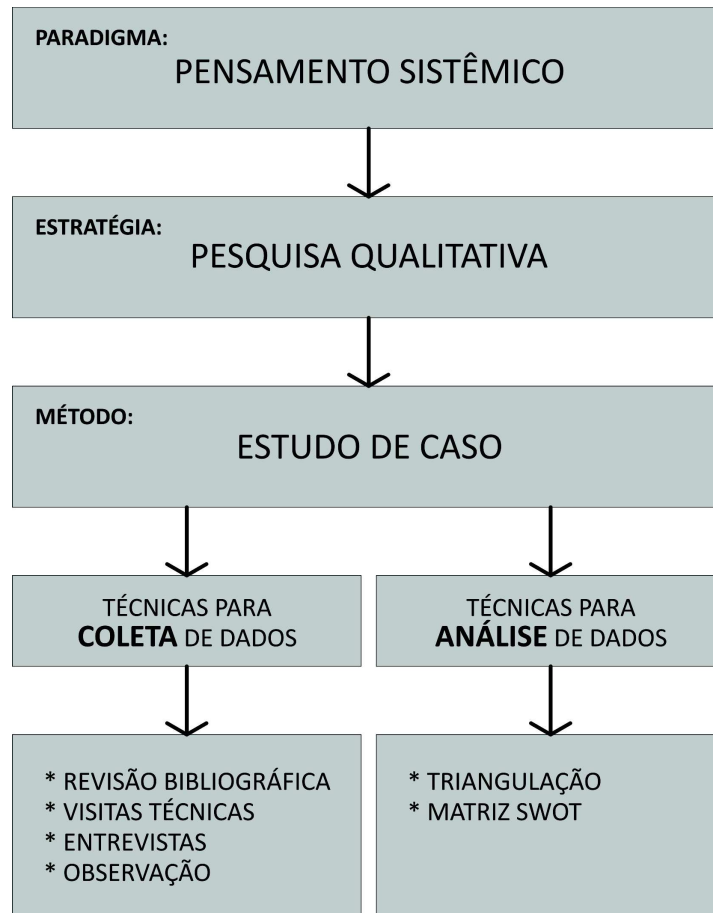 PARADIGMA:
PENSAMENTO SISTÊMICO
ESTRATÉGIA:
PESQUISA QUALITATIVA
MÉTODO:
ESTUDO DE CASO
TÉCNICAS PARA
COLETA DE DADOS
TÉCNICAS PARA
ANÁLISE DE DADOS
* REVISÃO BIBLIOGRÁFICA
* VISITAS TÉCNICAS
* ENTREVISTAS
* OBSERVAÇÃO
* TRIANGULAÇÃO
* MATRIZ SWOT